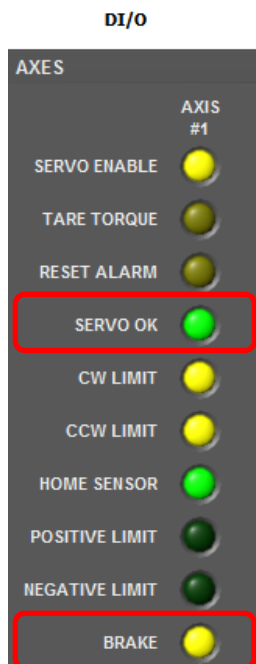 DI/O
AXES
AXIS
#1
SERVO ENABLE
TARE TORQUE
RESET ALARM
SERVO OK
CW LIMIT
CCW LIMIT
HOME SENSOR
POSITIVE LIMIT
NEGATIVE LIMIT
BRAKE